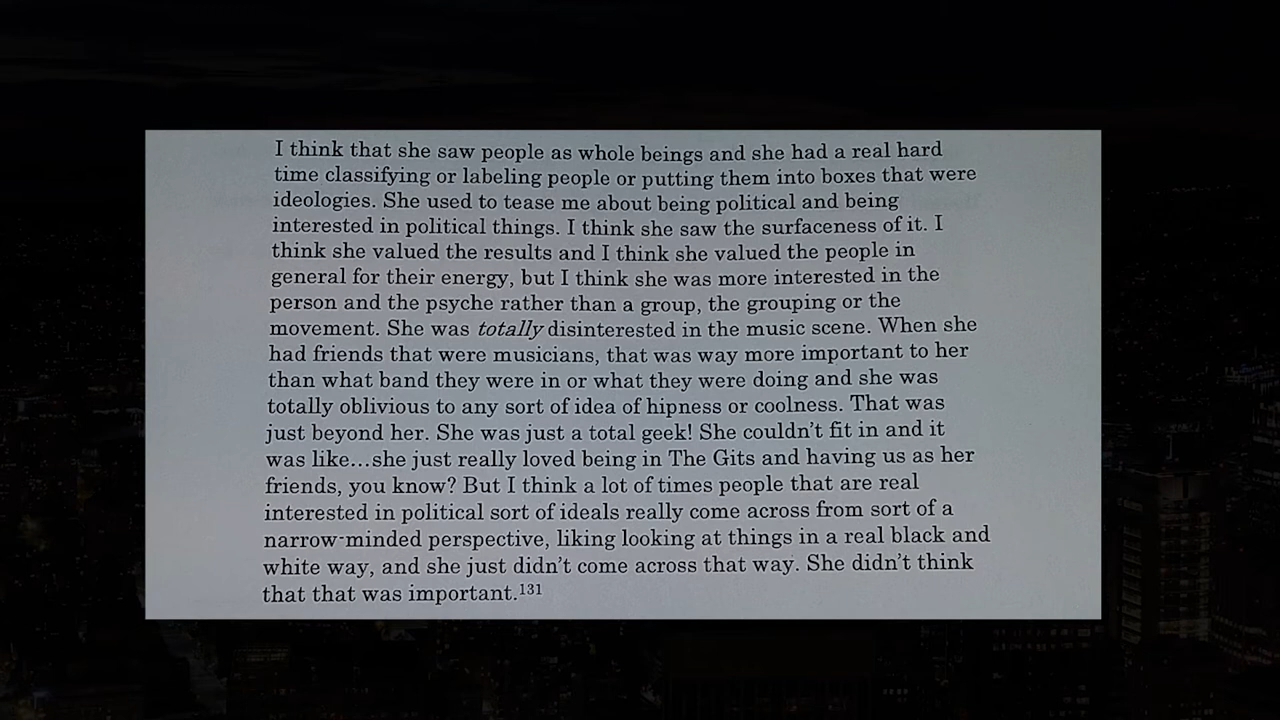 I think that she saw people as whole beings and she had a real hard
time classifying or labeling people or putting them into boxes that were
ideologies. She used to tease me about being political and being
interested in political things. I think she saw the surfaceness of it. I
think she valued the results and I think she valued the people in
general for their energy, but I think she was more interested in the
person and the psyche rather than a group, the grouping or the
movement. She was totally disinterested in the music scene. When she
had friends that were musicians, that was way more important to her
than what band they were in or what they were doing and she was
totally oblivious to any sort of idea of hipness or coolness. That was
just beyond her. She was just a total geek! She couldn't fit in and it
was like...she just really loved being in The Gits and having us as her
friends, you know? But I think a lot of times people that are real
interested in political sort of ideals really come across from sort of a
narrow-minded perspective, liking looking at things in a real black and
white way, and she just didn't come across that way. She didn't think
that that was important.131